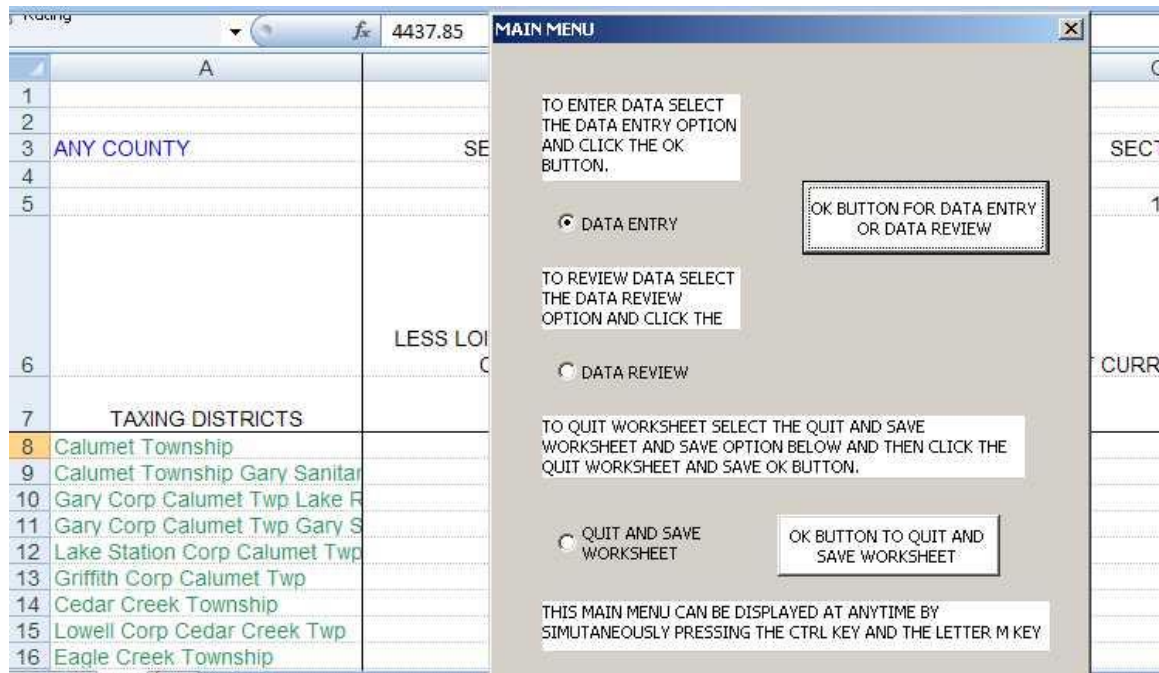 4437.85
MAIN MENU
A
1
2
3 ANY COUNTY SE SECT
4
5 1
6 LESS LOI CURR
7 TAXING DISTRICTS
8 Calumet Township
9 Calumet Township Gary Sanitar
10 Gary Corp Calumet Twp Lake R
11 Gary Corp Calumet Twp Gary S
12 Lake Station Corp Calumet Twp
13 Griffith Corp Calumet Twp
14 Cedar Creek Township
15 Lowell Corp Cedar Creek Twp
16 Eagle Creek Township
TO ENTER DATA SELECT
THE DATA ENTRY OPTION
AND CLICK THE OK
BUTTON.
DATA ENTRY
OK BUTTON FOR DATA ENTRY
OR DATA REVIEW
TO REVIEW DATA SELECT
THE DATA REVIEW
OPTION AND CLICK THE
DATA REVIEW
TO QUIT WORKSHEET SELECT THE QUIT AND SAVE
WORKSHEET AND SAVE OPTION BELOW AND THEN CLICK THE
QUIT WORKSHEET AND SAVE OK BUTTON.
QUIT AND SAVE
WORKSHEET
OK BUTTON TO QUIT AND
SAVE WORKSHEET
THIS MAIN MENU CAN BE DISPLAYED AT ANYTIME BY
SIMUTANEOUSLY PRESSING THE CTRL KEY AND THE LETTER M KEY